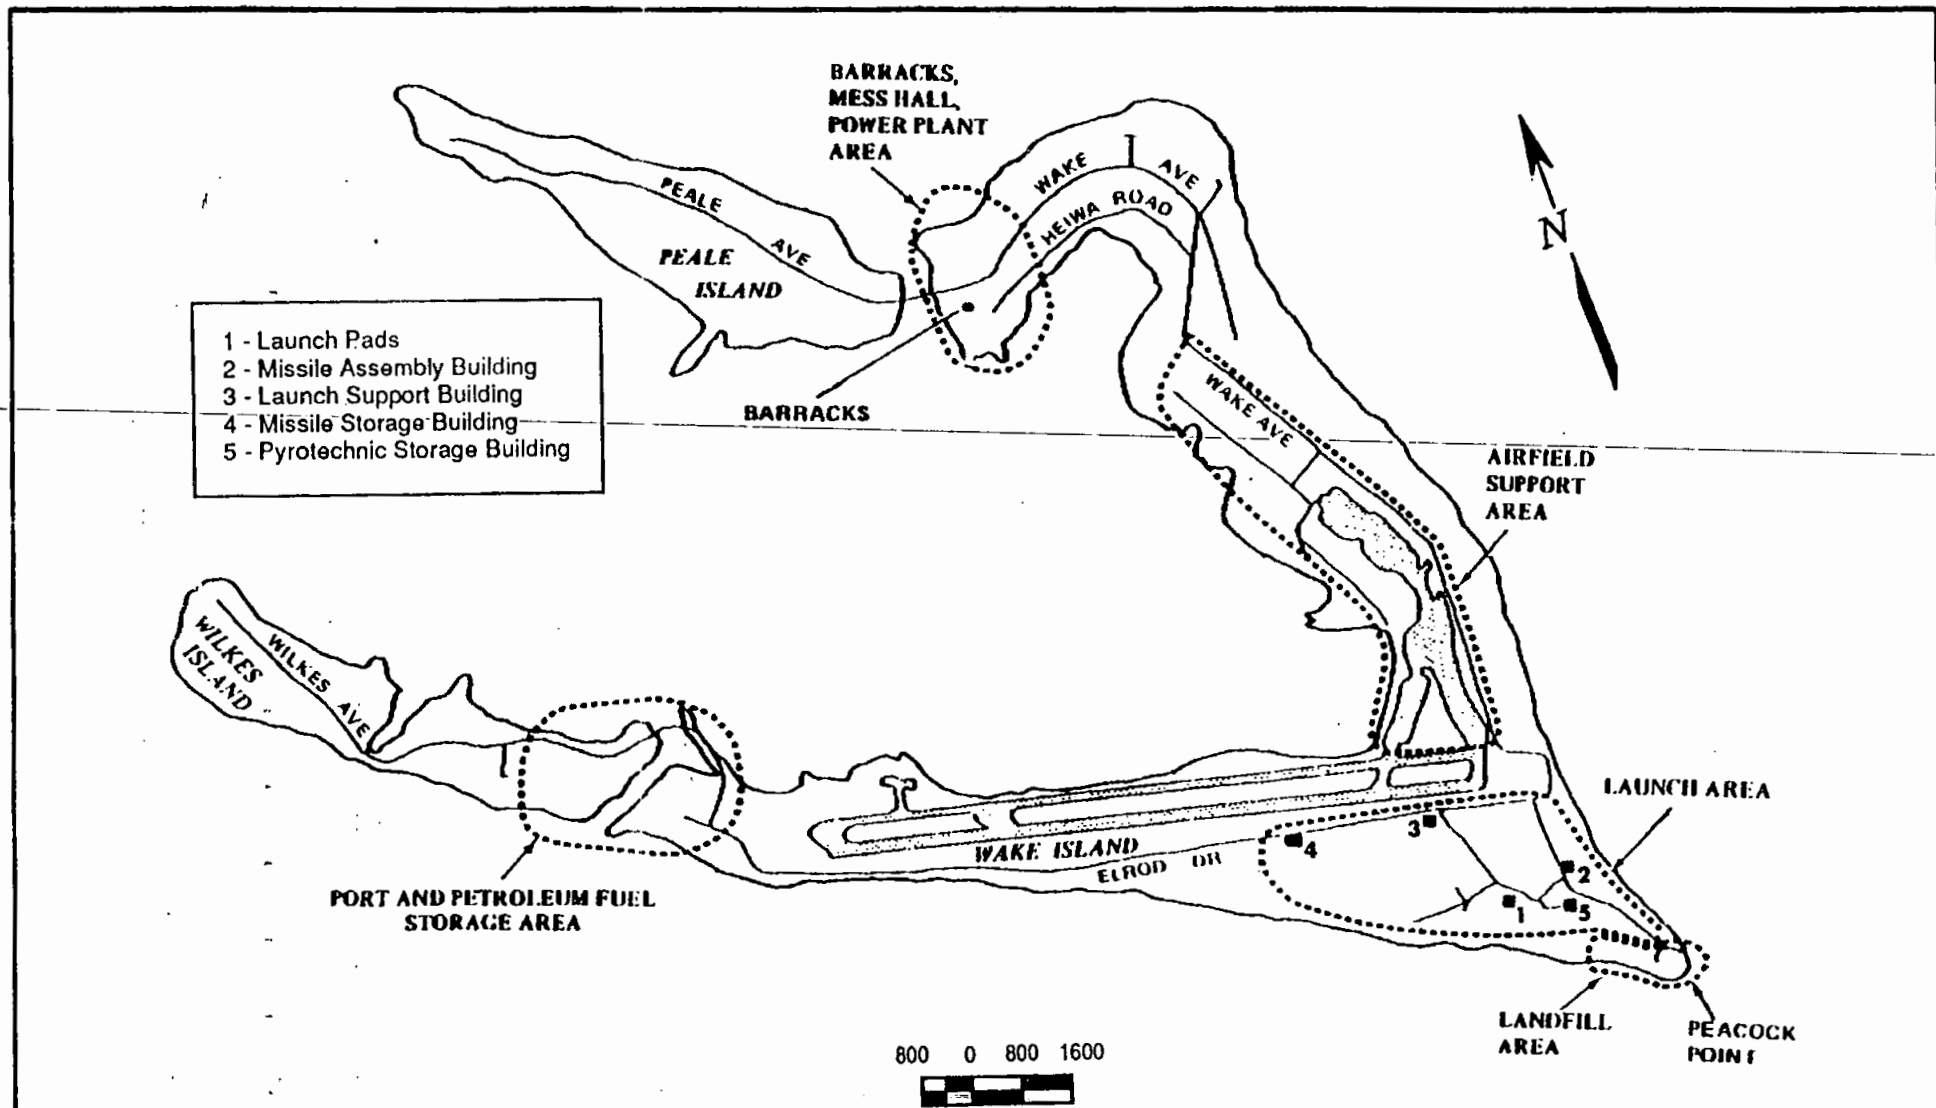 BARRACKS,
MESS HALL,
POWER PLANT
AREA
WAKE
AVE
HEIWA ROAD
PEALE
AVE
PEALE
ISLAND
N
1 - Launch Pads
2 - Missile Assembly Building
3 - Launch Support Building
4 - Missile Storage Building
5 - Pyrotechnic Storage Building
BARRACKS
WAKE AVE
AIRFIELD
SUPPORT
AREA
WILKES
ISLAND
WILKES
AVE
LAUNCH AREA
3
4
2
1
5
WAKE ISLAND
ELROD DR
PORT AND PETROLEUM FUEL
STORAGE AREA
LANDFILL
AREA
PEACOCK
POINT
800 0 800 1600